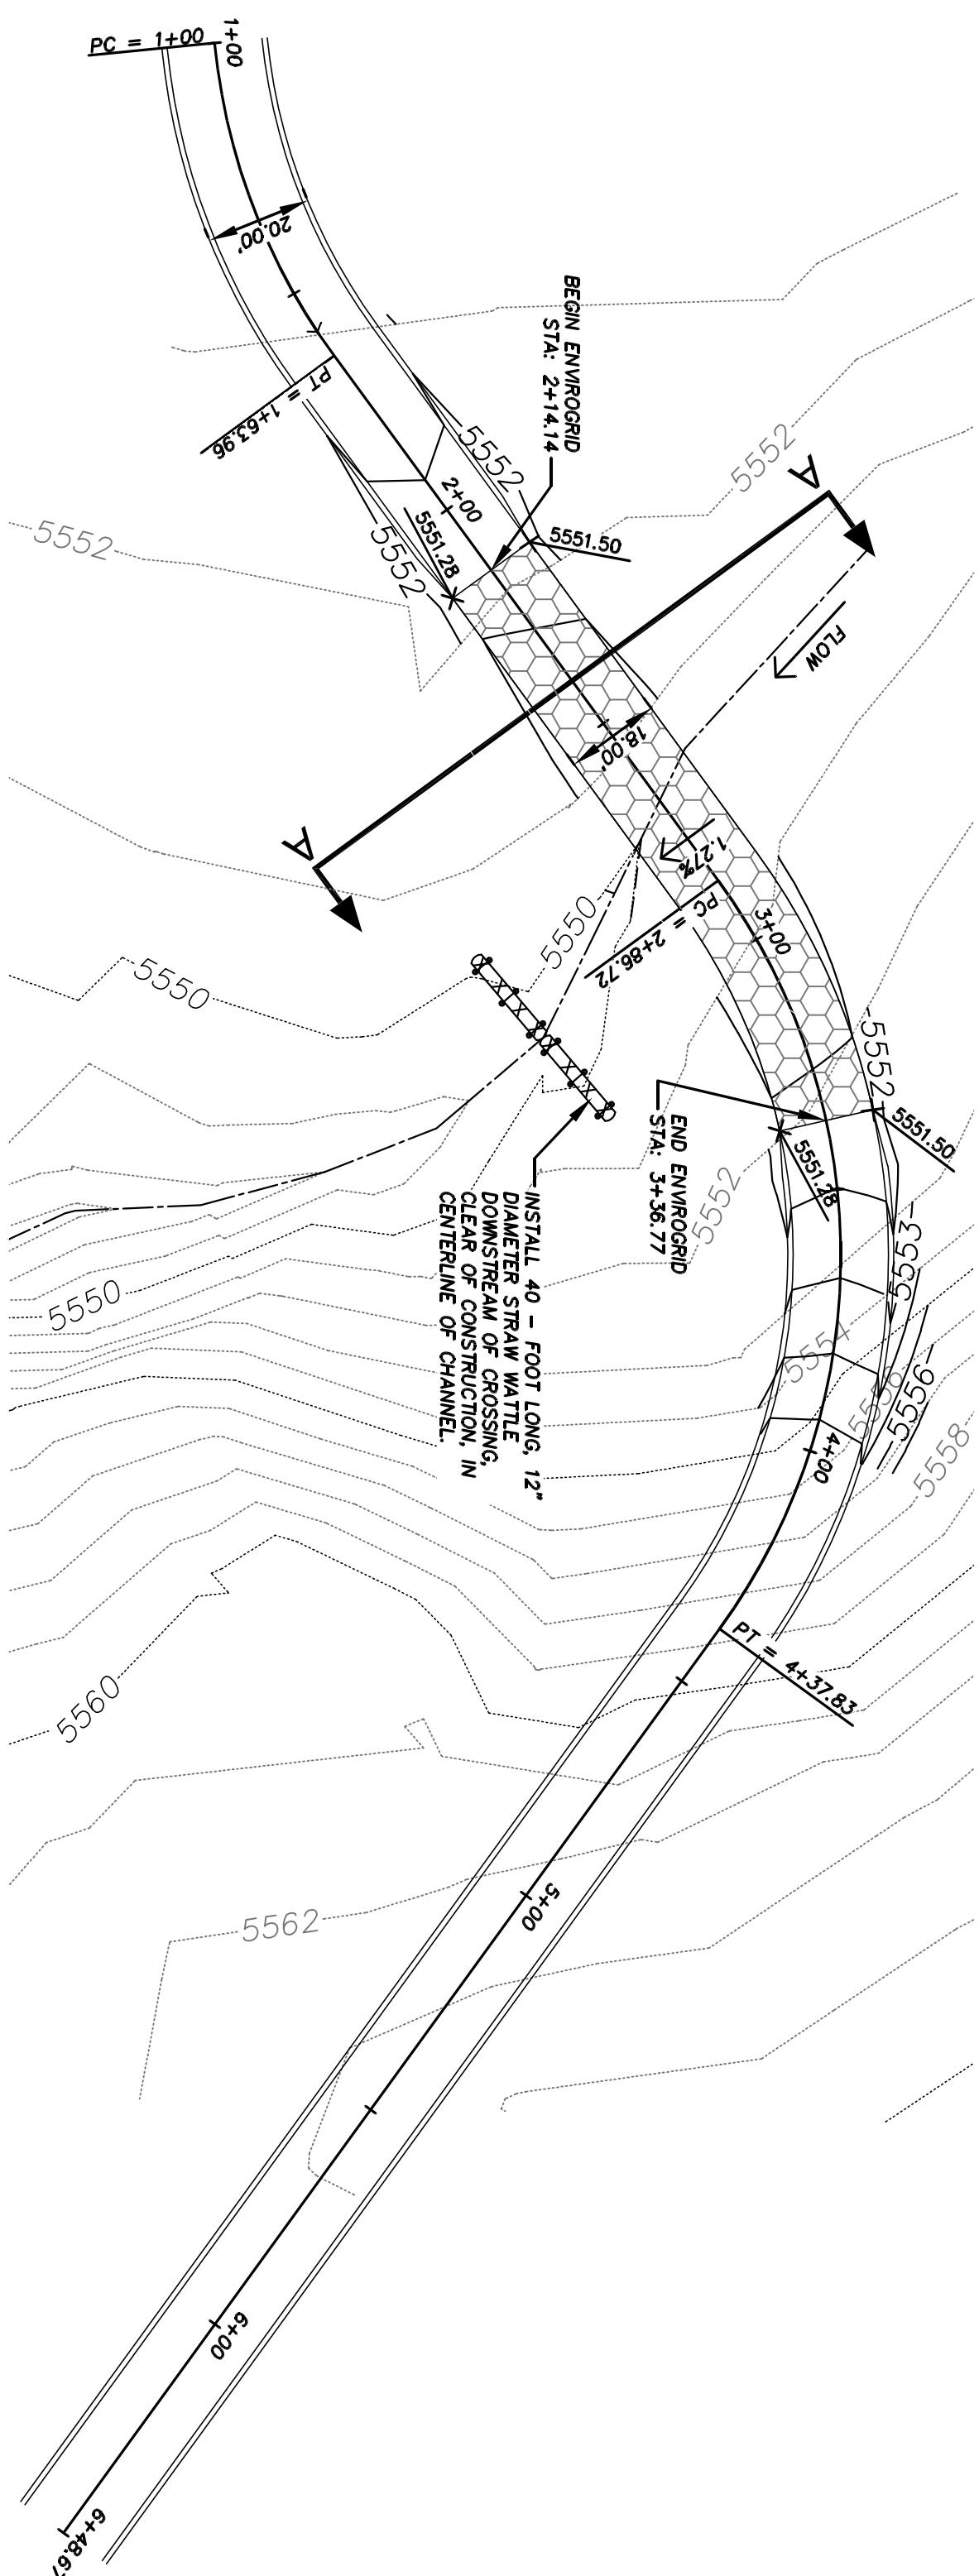 PC = 1+00
1+00
20.00'
PT = 1+63.96
BEGIN ENVIROGRID
STA: 2+14.14
5552
5552
5552
5552
2+00
5551.28
5551.50
A
FLOW
18.00'
1.27%
PC = 2+86.72
3+00
A
5550
5550
5550
5552
5551.50
5551.28
END ENVIROGRID
STA: 3+36.77
5552
5553
5554
5556
5558
4+00
INSTALL 40 - FOOT LONG, 12"
DIAMETER STRAW WATTLE
DOWNSTREAM OF CROSSING,
CLEAR OF CONSTRUCTION, IN
CENTERLINE OF CHANNEL.
PT = 4+37.83
5560
5562
5+00
6+00